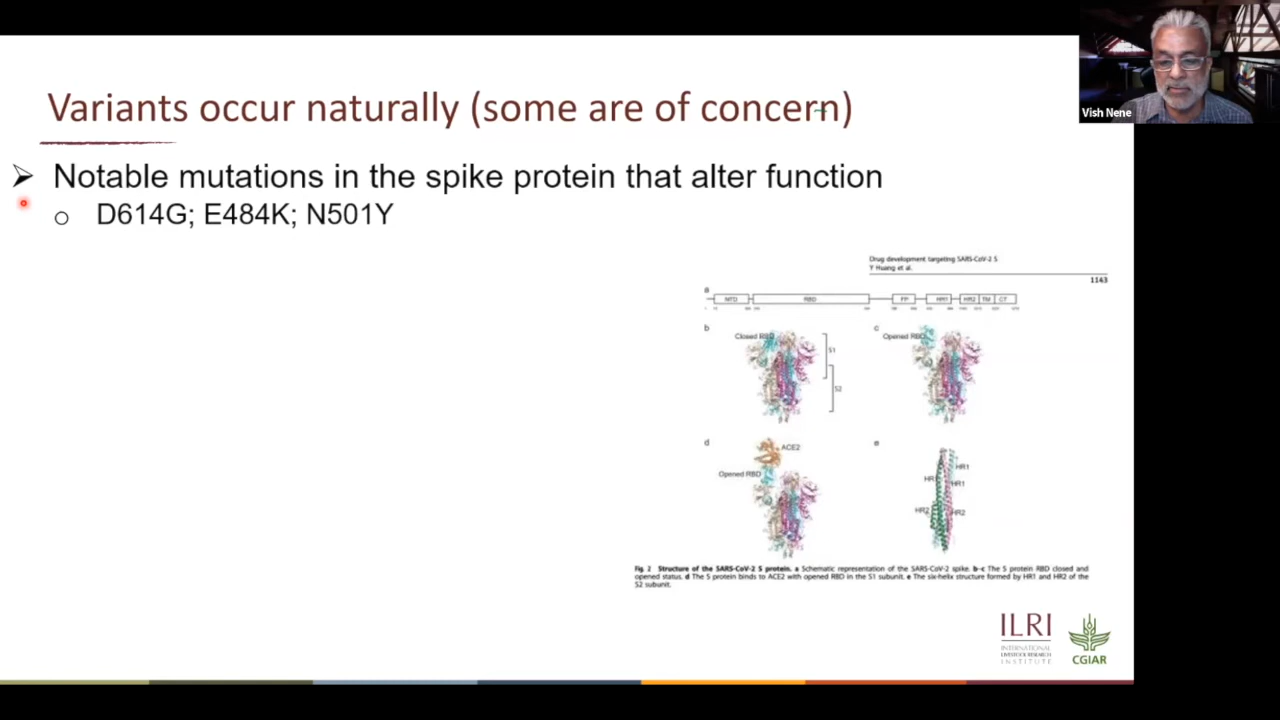 Vish Nene
Variants occur naturally (some are of concern)
➢ Notable mutations in the spike protein that alter function
o D614G; E484K; N501Y
Drug development targeting SARS-CoV-2 S
Y Huang et al.
1143
a
NTD RBD FP HR1 HR2 TM CT
b
Closed RBD
S1
S2
c
Opened RBD
d
ACE2
Opened RBD
e
HR1
HR1
HR1
HR2
HR2
Fig. 2 Structure of the SARS-CoV-2 S protein. a Schematic representation of the SARS-CoV-2 spike. b-c The S protein RBD closed and
opened status. d The S protein binds to ACE2 with opened RBD in the S1 subunit. e The six-helix structure formed by HR1 and HR2 of the
S2 subunit.
ILRI
INTERNATIONAL
LIVESTOCK RESEARCH
INSTITUTE
CGIAR